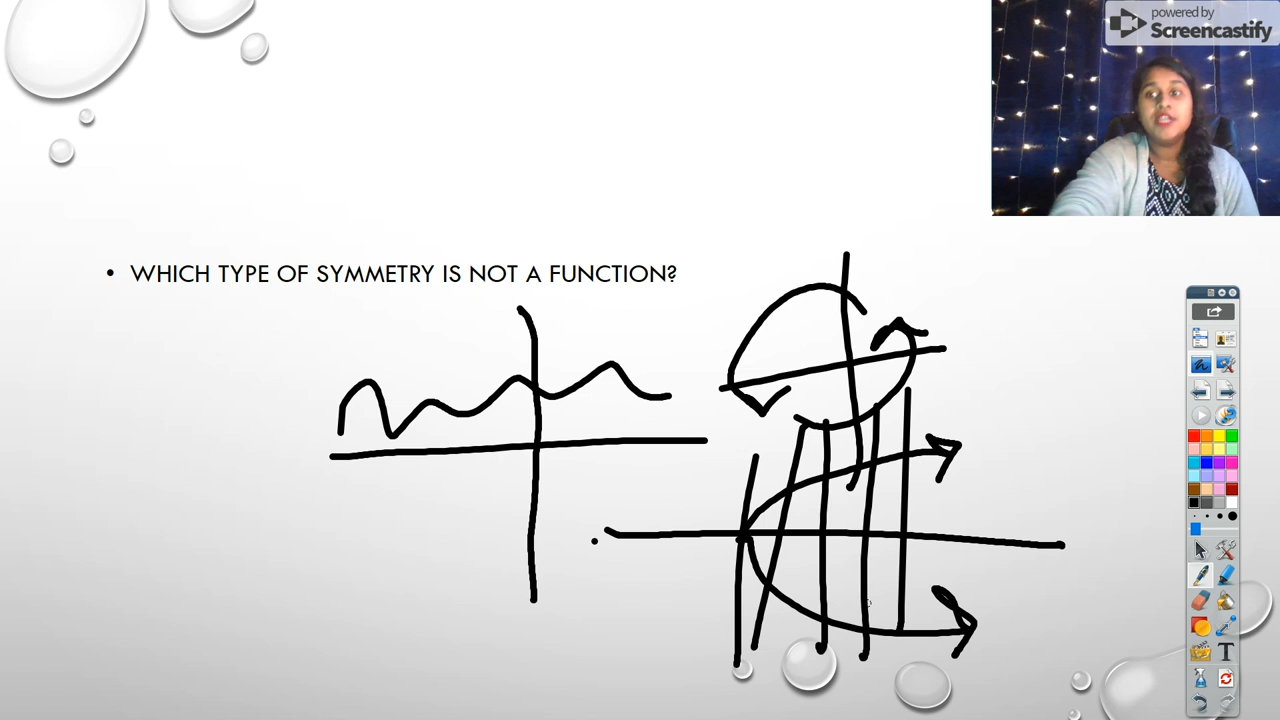 powered by
Screencastify
• WHICH TYPE OF SYMMETRY IS NOT A FUNCTION?
T